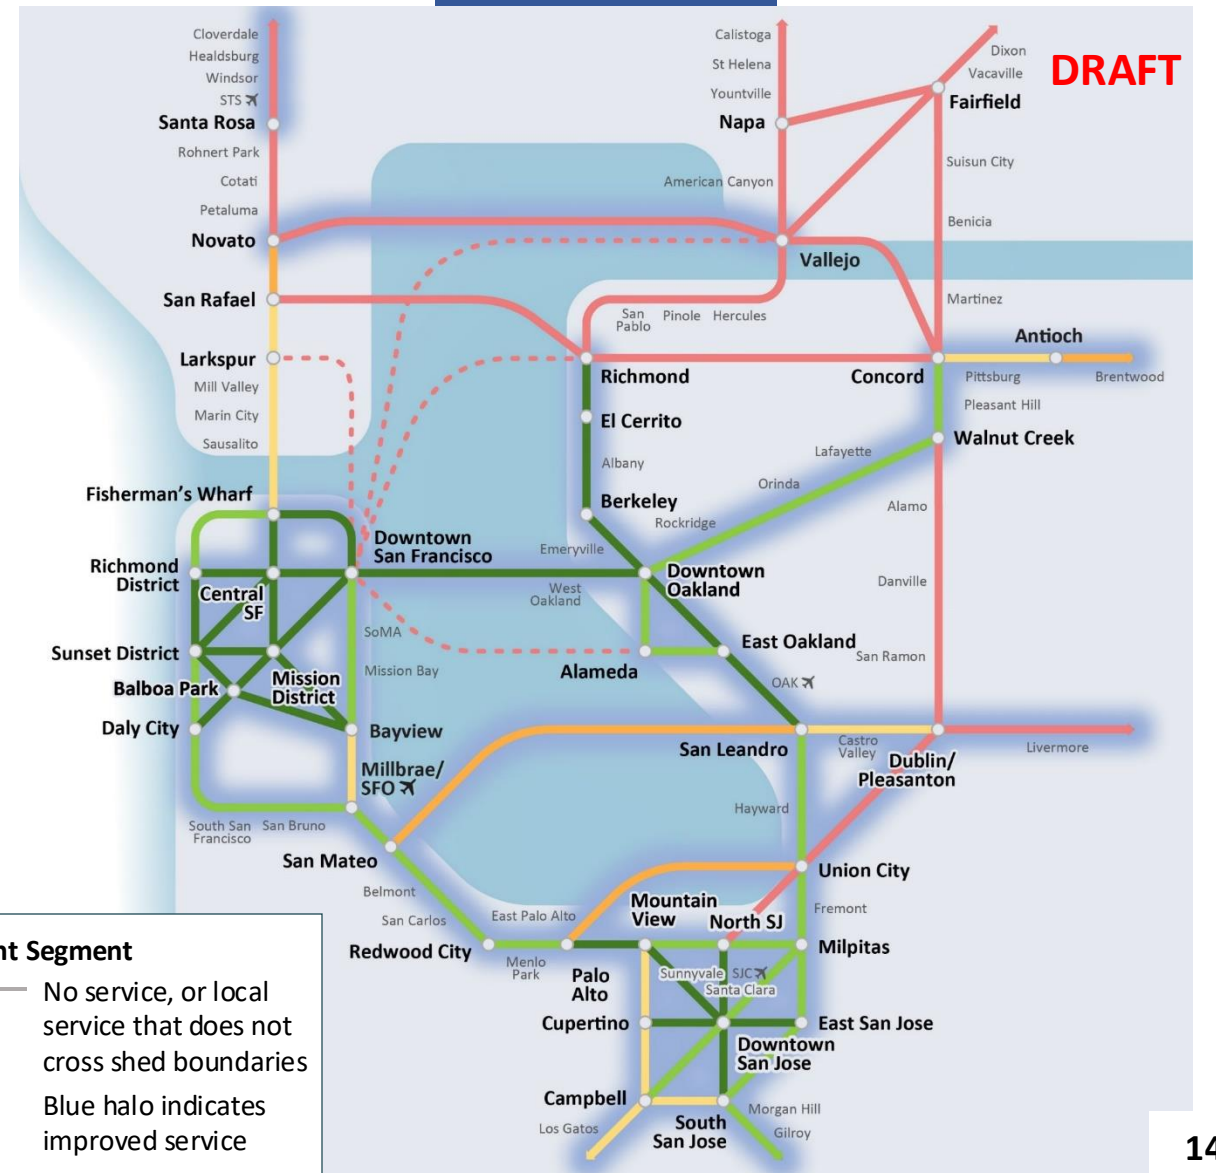 Cloverdale
Healdsburg
Windsor
STS
Santa Rosa
Rohnert Park
Cotati
Petaluma
Novato
San Rafael
Larkspur
Mill Valley
Marin City
Sausalito
Calistoga
St Helena
Yountville
Napa
American Canyon
Dixon
Vacaville
Fairfield
DRAFT
Suisun City
Benicia
Vallejo
Martinez
San
Pablo
Pinole
Hercules
Antioch
Richmond
Concord
Pittsburg
Brentwood
Pleasant Hill
El Cerrito
Walnut Creek
Lafayette
Albany
Orinda
Berkeley
Rockridge
Alamo
Fisherman's Wharf
Downtown
San Francisco
Emeryville
Richmond
District
Central
SF
West
Oakland
Downtown
Oakland
Danville
SoMA
Sunset District
East Oakland
San Ramon
Mission Bay
Alameda
Balboa Park
Mission
District
OAK
Daly City
Bayview
San Leandro
Castro
Valley
Livermore
Dublin/
Pleasanton
Millbrae/
SFO
Hayward
South San
Francisco
San Bruno
San Mateo
Union City
Belmont
San Carlos
East Palo Alto
Mountain
View
North SJ
Fremont
Redwood City
Menlo
Park
Palo
Alto
Sunnyvale
SJC
Santa Clara
Milpitas
Cupertino
East San Jose
Downtown
San Jose
Campbell
Los Gatos
South
San Jose
Morgan Hill
Gilroy
nt Segment
No service, or local
service that does not
cross shed boundaries
Blue halo indicates
improved service
14